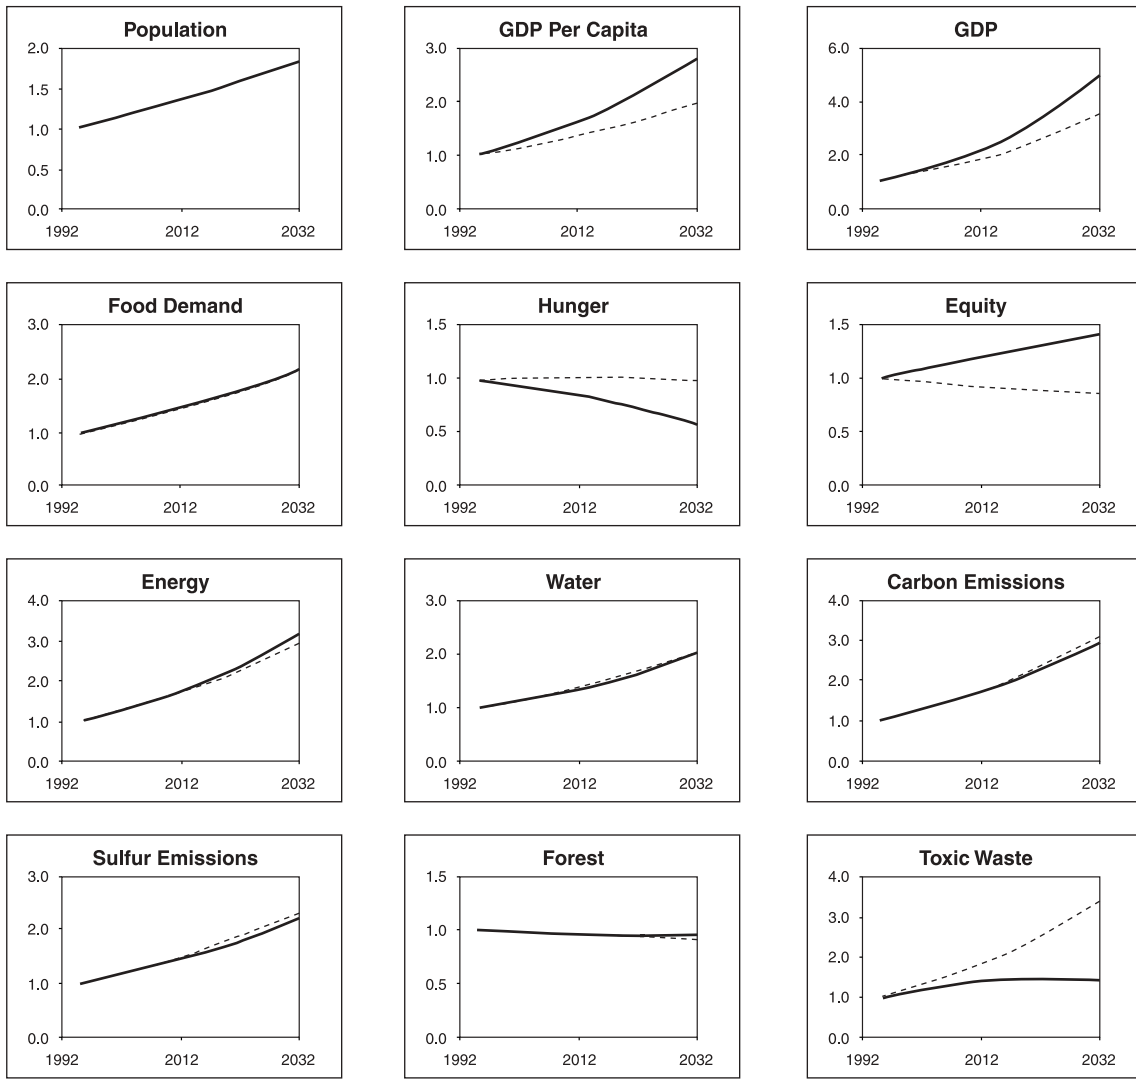 Population
2.0
1.5
1.0
0.5
0.0
1992 2012 2032
GDP Per Capita
3.0
2.0
1.0
0.0
1992 2012 2032
GDP
6.0
4.0
2.0
0.0
1992 2012 2032
Food Demand
3.0
2.0
1.0
0.0
1992 2012 2032
Hunger
1.5
1.0
0.5
0.0
1992 2012 2032
Equity
1.5
1.0
0.5
0.0
1992 2012 2032
Energy
4.0
3.0
2.0
1.0
0.0
1992 2012 2032
Water
3.0
2.0
1.0
0.0
1992 2012 2032
Carbon Emissions
4.0
3.0
2.0
1.0
0.0
1992 2012 2032
Sulfur Emissions
3.0
2.0
1.0
0.0
1992 2012 2032
Forest
1.5
1.0
0.5
0.0
1992 2012 2032
Toxic Waste
4.0
3.0
2.0
1.0
0.0
1992 2012 2032